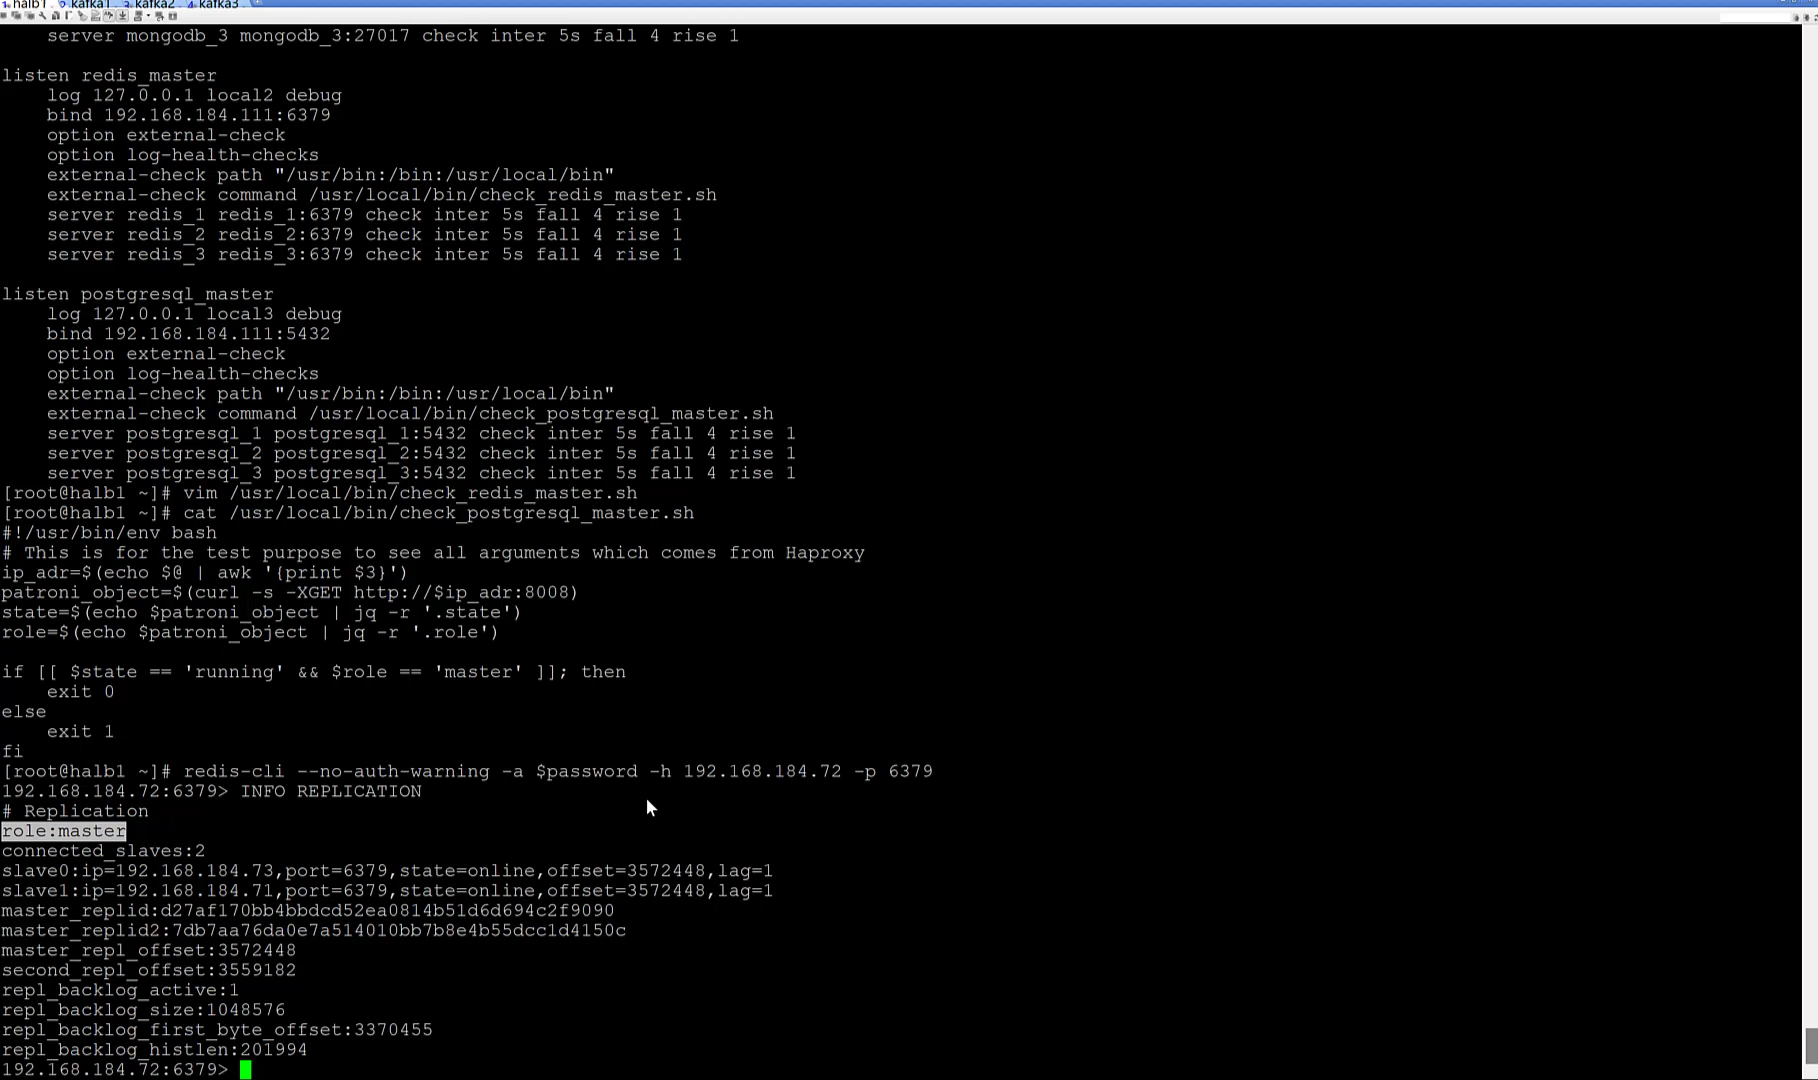 1 halb1 2 kafka1 3 kafka2 4 kafka3
server mongodb_3 mongodb_3:27017 check inter 5s fall 4 rise 1
listen redis_master
log 127.0.0.1 local2 debug
bind 192.168.184.111:6379
option external-check
option log-health-checks
external-check path "/usr/bin:/bin:/usr/local/bin"
external-check command /usr/local/bin/check_redis_master.sh
server redis_1 redis_1:6379 check inter 5s fall 4 rise 1
server redis_2 redis_2:6379 check inter 5s fall 4 rise 1
server redis_3 redis_3:6379 check inter 5s fall 4 rise 1
listen postgresql_master
log 127.0.0.1 local3 debug
bind 192.168.184.111:5432
option external-check
option log-health-checks
external-check path "/usr/bin:/bin:/usr/local/bin"
external-check command /usr/local/bin/check_postgresql_master.sh
server postgresql_1 postgresql_1:5432 check inter 5s fall 4 rise 1
server postgresql_2 postgresql_2:5432 check inter 5s fall 4 rise 1
server postgresql_3 postgresql_3:5432 check inter 5s fall 4 rise 1
[root@halb1 ~]# vim /usr/local/bin/check_redis_master.sh
[root@halb1 ~]# cat /usr/local/bin/check_postgresql_master.sh
#!/usr/bin/env bash
# This is for the test purpose to see all arguments which comes from Haproxy
ip_adr=$(echo $@ | awk '{print $3}')
patroni_object=$(curl -s -XGET http://$ip_adr:8008)
state=$(echo $patroni_object | jq -r '.state')
role=$(echo $patroni_object | jq -r '.role')
if [[ $state == 'running' && $role == 'master' ]]; then
exit 0
else
exit 1
fi
[root@halb1 ~]# redis-cli --no-auth-warning -a $password -h 192.168.184.72 -p 6379
192.168.184.72:6379> INFO REPLICATION
# Replication
role:master
connected_slaves:2
slave0:ip=192.168.184.73,port=6379,state=online,offset=3572448,lag=1
slave1:ip=192.168.184.71,port=6379,state=online,offset=3572448,lag=1
master_replid:d27af170bb4bbdcd52ea0814b51d6d694c2f9090
master_replid2:7db7aa76da0e7a514010bb7b8e4b55dcc1d4150c
master_repl_offset:3572448
second_repl_offset:3559182
repl_backlog_active:1
repl_backlog_size:1048576
repl_backlog_first_byte_offset:3370455
repl_backlog_histlen:201994
192.168.184.72:6379>